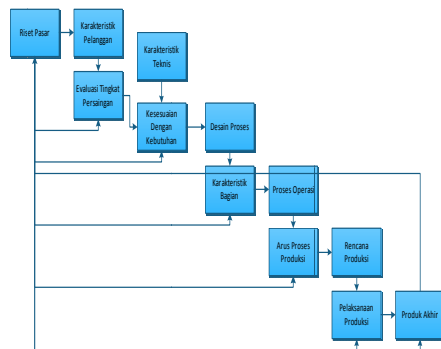 Riset Pasar
Karakteristik
Pelanggan
Karakteristik
Teknis
Evaluasi Tingkat
Persaingan
Kesesuaian
Dengan
Kebutuhan
Desain Proses
Karakteristik
Bagian
Proses Operasi
Arus Proses
Produksi
Rencana
Produksi
Pelaksanaan
Produksi
Produk Akhir